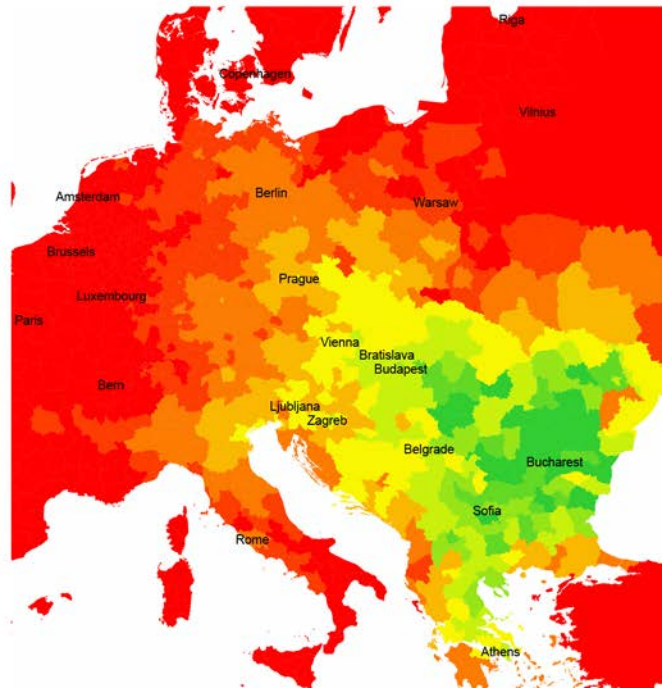 Riga
Copenhagen
Vilnius
Berlin
Amsterdam
Warsaw
Brussels
Prague
Luxembourg
Paris
Vienna
Bratislava
Budapest
Bern
Ljubljana
Zagreb
Belgrade
Bucharest
Sofia
Rome
Athens